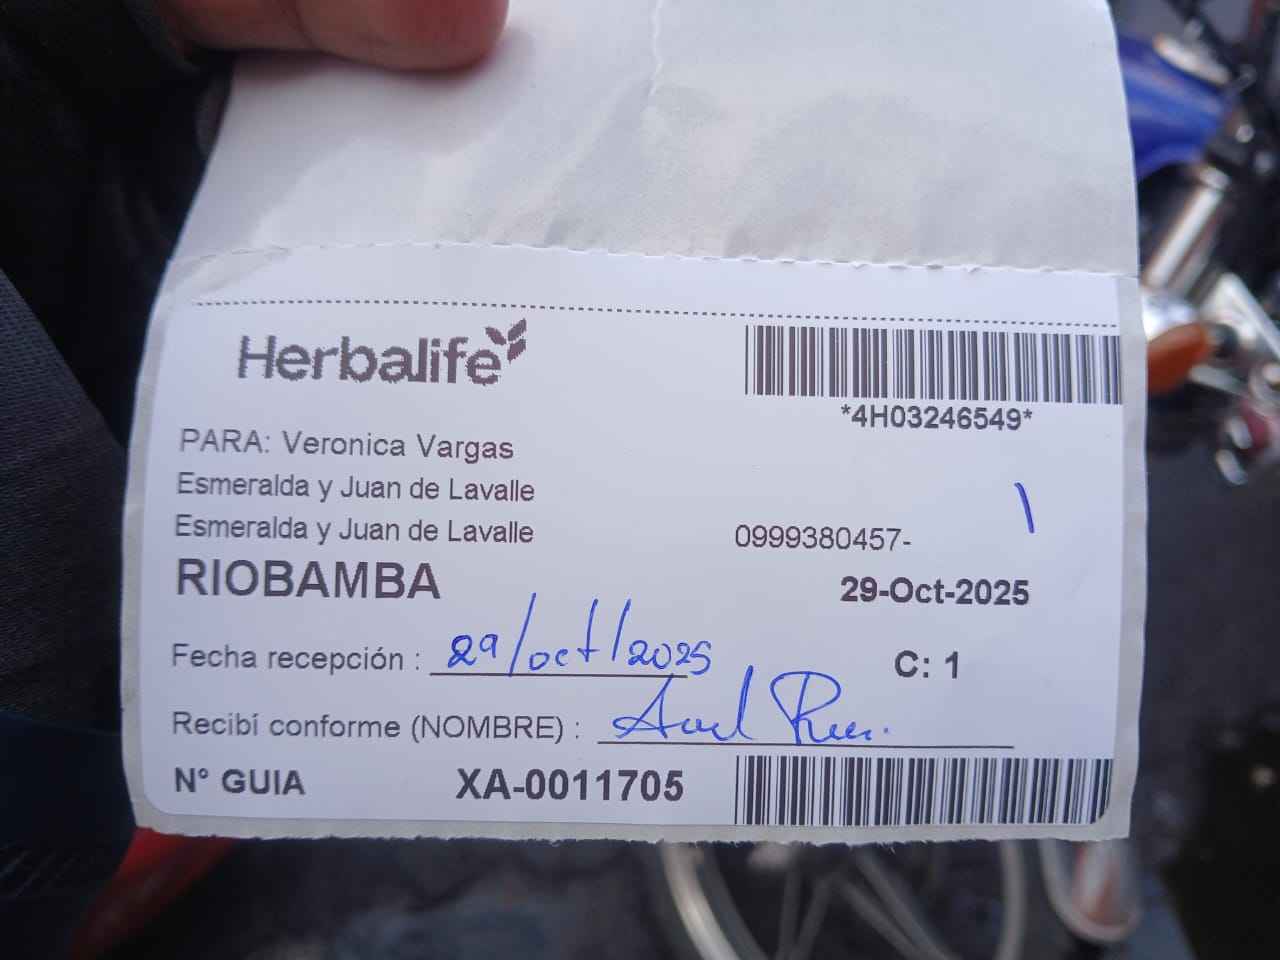 Herbalife
*4H03246549*
PARA: Veronica Vargas
Esmeralda y Juan de Lavalle
Esmeralda y Juan de Lavalle 0999380457-
RIOBAMBA 29-Oct-2025
Fecha recepción : 29/oct/2025 C: 1
Recibí conforme (NOMBRE) :
N° GUIA XA-0011705